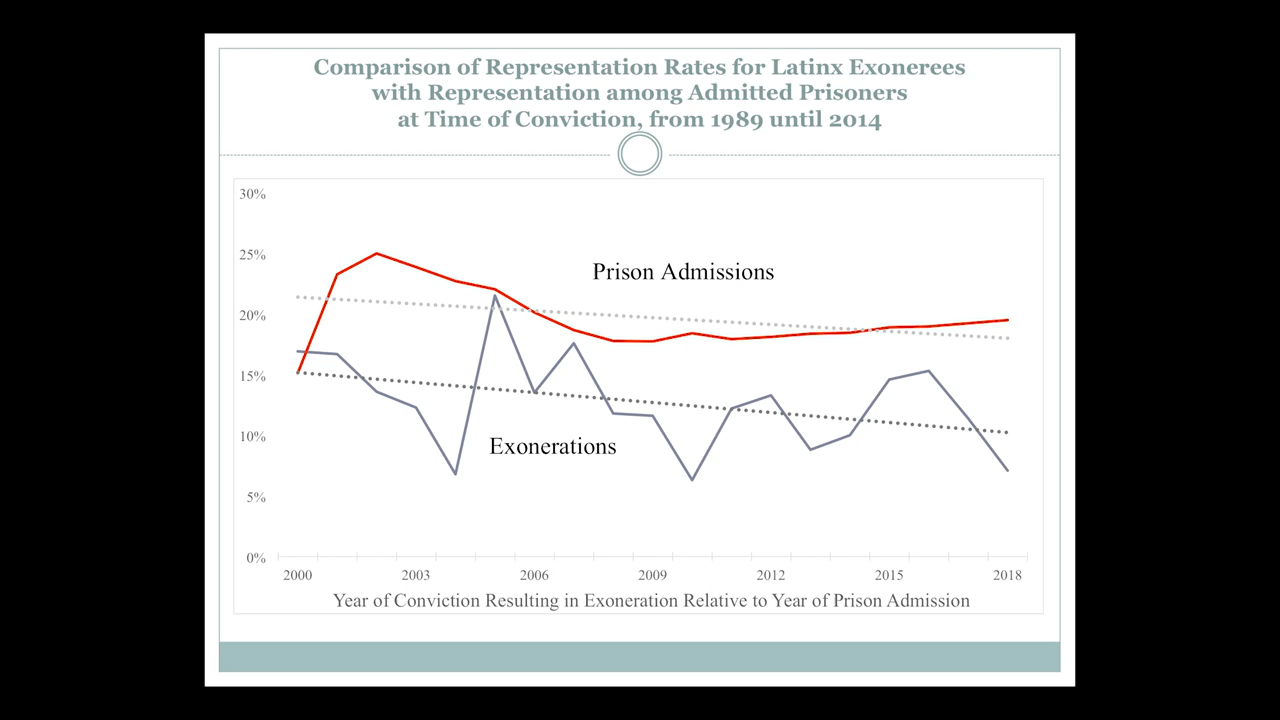 Comparison of Representation Rates for Latinx Exonerees
with Representation among Admitted Prisoners
at Time of Conviction, from 1989 until 2014
30%
25%
20%
15%
10%
5%
0%
Prison Admissions
Exonerations
2000 2003 2006 2009 2012 2015 2018
Year of Conviction Resulting in Exoneration Relative to Year of Prison Admission